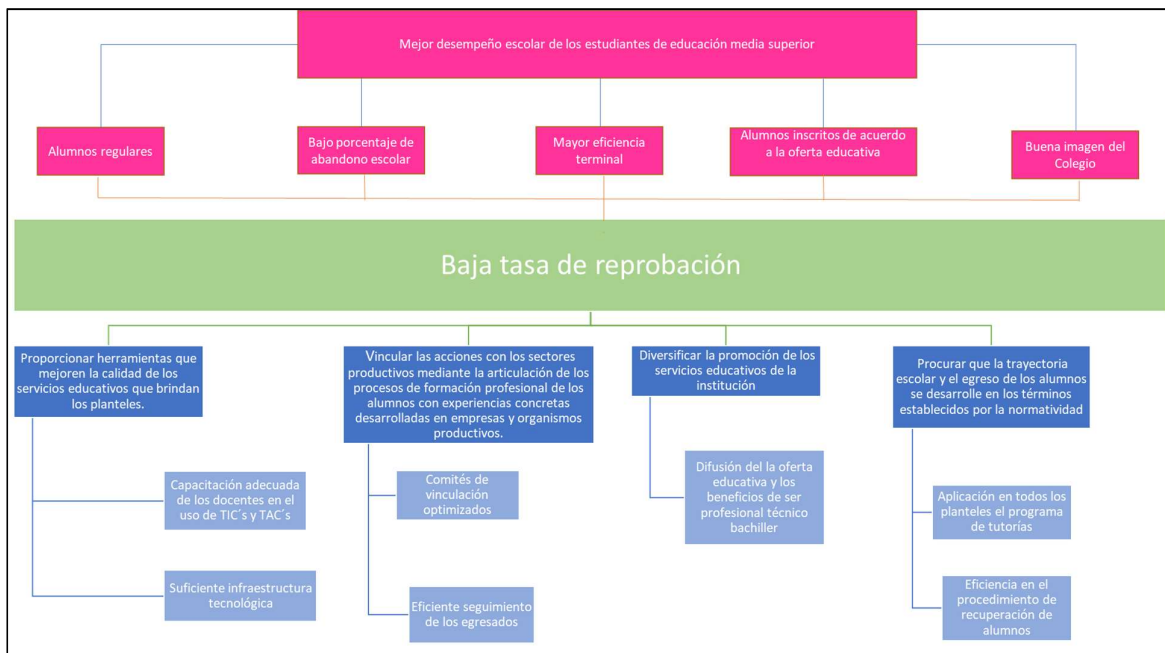 Mejor desempeño escolar de los estudiantes de educación media superior
Alumnos regulares
Bajo porcentaje de
abandono escolar
Mayor eficiencia
terminal
Alumnos inscritos de acuerdo
a la oferta educativa
Buena imagen del
Colegio
Baja tasa de reprobación
Proporcionar herramientas que
mejoren la calidad de los
servicios educativos que brindan
los planteles.
Vincular las acciones con los sectores
productivos mediante la articulación de los
procesos de formación profesional de los
alumnos con experiencias concretas
desarrolladas en empresas y organismos
productivos.
Diversificar la promoción de los
servicios educativos de la
institución
Procurar que la trayectoria
escolar y el egreso de los alumnos
se desarrolle en los términos
establecidos por la normatividad
Capacitación adecuada
de los docentes en el
uso de TIC´s y TAC´s
Suficiente infraestructura
tecnológica
Comités de
vinculación
optimizados
Eficiente seguimiento
de los egresados
Difusión del la oferta
educativa y los
beneficios de ser
profesional técnico
bachiller
Aplicación en todos los
planteles el programa
de tutorías
Eficiencia en el
procedimiento de
recuperación de
alumnos